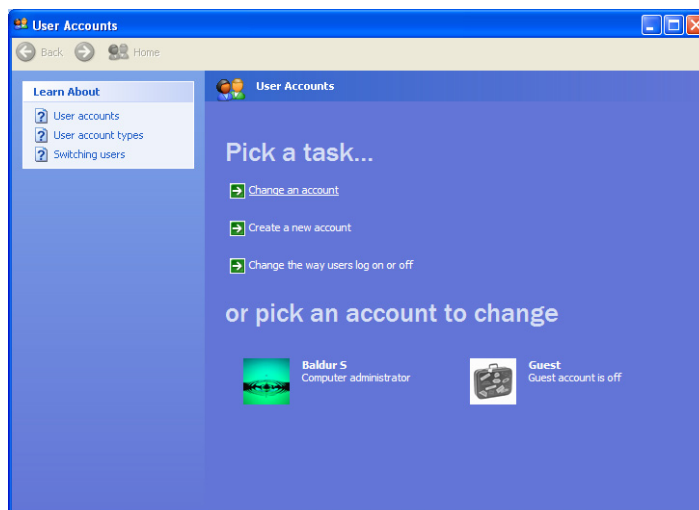 User Accounts
Back Home
Learn About
User accounts
User account types
Switching users
User Accounts
Pick a task...
Change an account
Create a new account
Change the way users log on or off
or pick an account to change
Baldur S
Computer administrator
Guest
Guest account is off